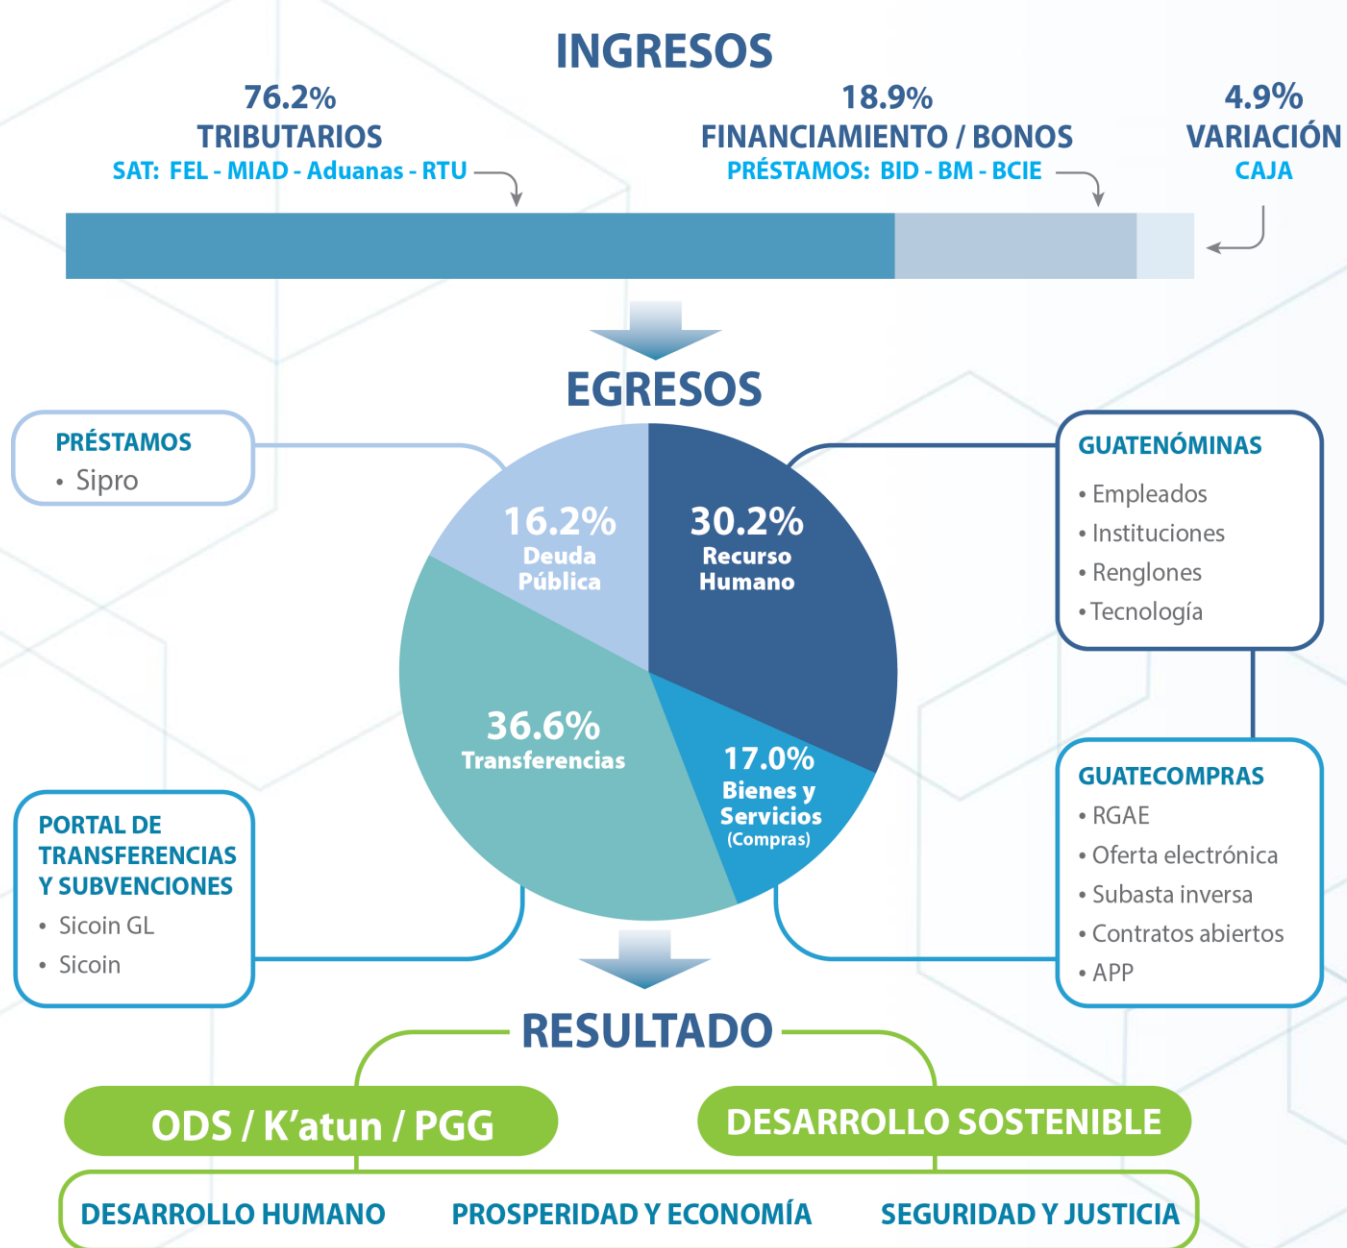 INGRESOS
76.2%
TRIBUTARIOS
SAT: FEL - MIAD - Aduanas - RTU
18.9%
FINANCIAMIENTO / BONOS
PRÉSTAMOS: BID - BM - BCIE
4.9%
VARIACIÓN
CAJA
EGRESOS
PRÉSTAMOS
• Sipro
16.2%
Deuda
Pública
30.2%
Recurso
Humano
36.6%
Transferencias
17.0%
Bienes y
Servicios
(Compras)
GUATENÓMINAS
• Empleados
• Instituciones
• Renglones
• Tecnología
PORTAL DE
TRANSFERENCIAS
Y SUBVENCIONES
• Sicoin GL
• Sicoin
GUATECOMPRAS
• RGAE
• Oferta electrónica
• Subasta inversa
• Contratos abiertos
• APP
RESULTADO
ODS / K'atun / PGG
DESARROLLO SOSTENIBLE
DESARROLLO HUMANO
PROSPERIDAD Y ECONOMÍA
SEGURIDAD Y JUSTICIA